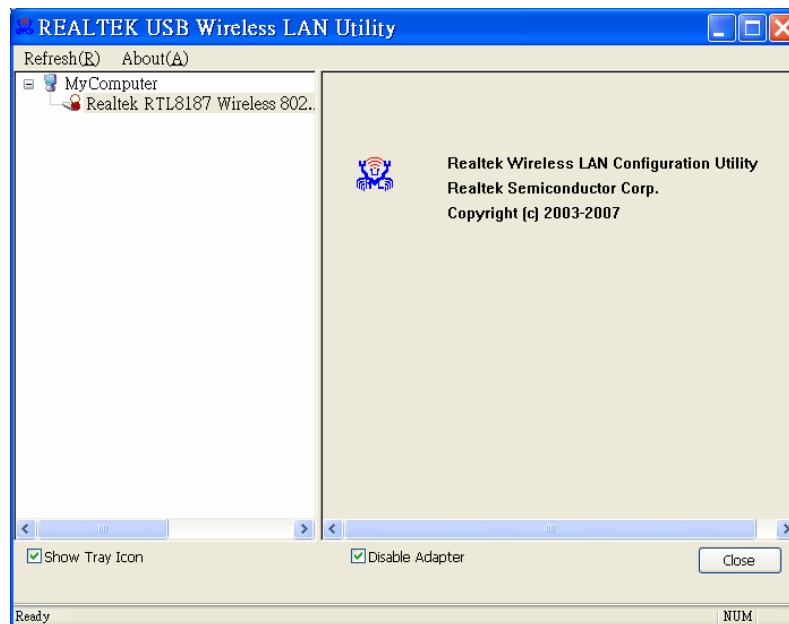 REALTEK USB Wireless LAN Utility
Refresh(R) About(A)
MyComputer
Realtek RTL8187 Wireless 802..
Realtek Wireless LAN Configuration Utility
Realtek Semiconductor Corp.
Copyright (c) 2003-2007
Show Tray Icon
Disable Adapter
Close
Ready
NUM